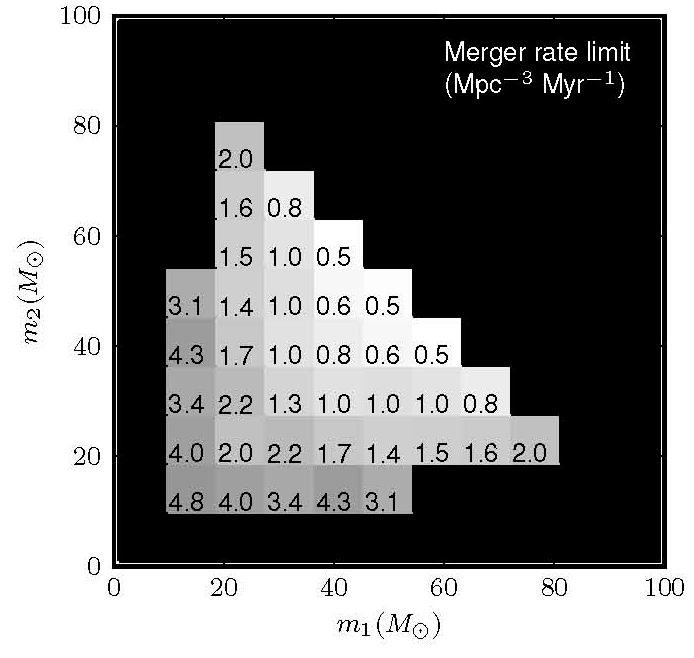 Merger rate limit
(Mpc⁻³ Myr⁻¹)
100
80
2.0
1.6 0.8
60
1.5 1.0 0.5
3.1 1.4 1.0 0.6 0.5
40
4.3 1.7 1.0 0.8 0.6 0.5
3.4 2.2 1.3 1.0 1.0 1.0 0.8
20
4.0 2.0 2.2 1.7 1.4 1.5 1.6 2.0
4.8 4.0 3.4 4.3 3.1
0
0 20 40 60 80 100
m₂(M⊙)
m₁(M⊙)